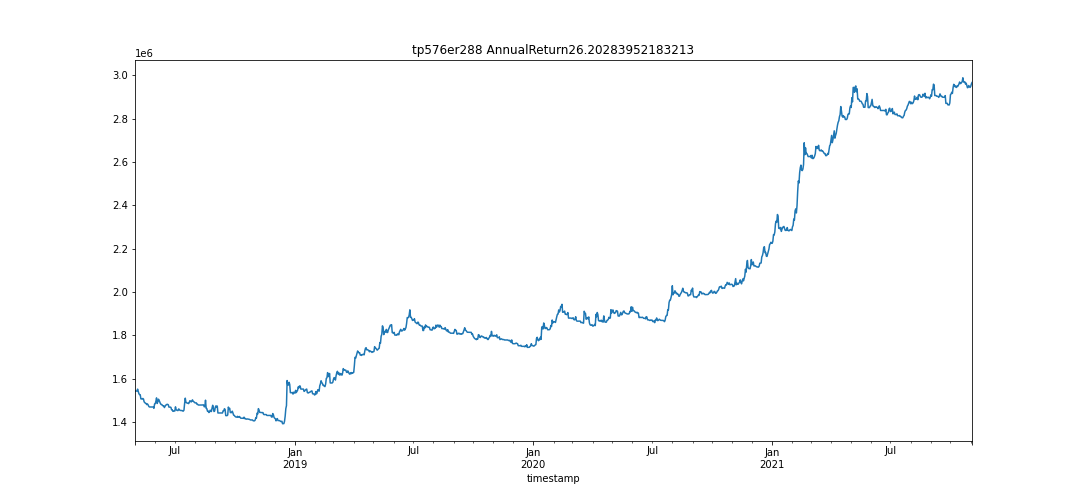 tp576er288 AnnualReturn26.20283952183213
1e6
3.0
2.8
2.6
2.4
2.2
2.0
1.8
1.6
1.4
Jul Jan Jul Jan Jul Jan Jul
2019 2020 2021
timestamp